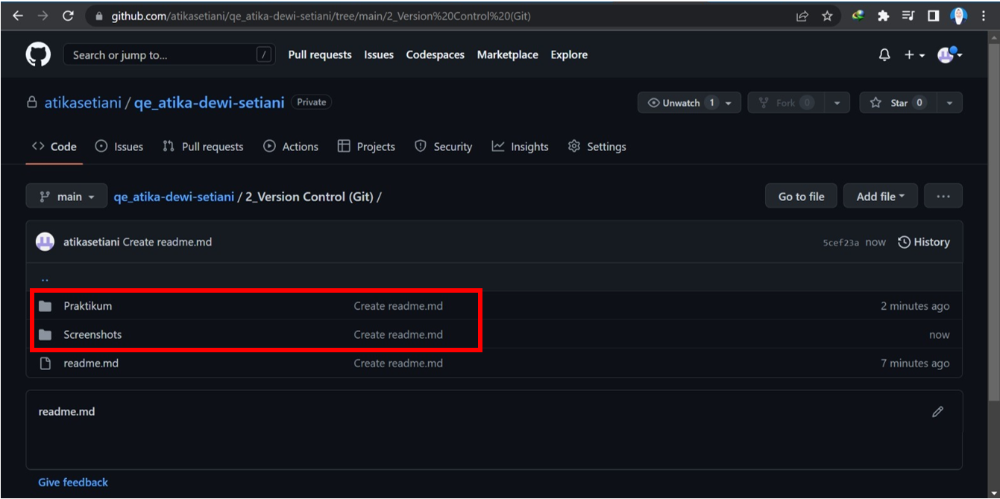 github.com/atikasetiani/qe_atika-dewi-setiani/tree/main/2_Version%20Control%20(Git)
Search or jump to... / Pull requests Issues Codespaces Marketplace Explore
atikasetiani / qe_atika-dewi-setiani Private Unwatch 1 Fork 0 Star 0
Code Issues Pull requests Actions Projects Security Insights Settings
main qe_atika-dewi-setiani / 2_Version Control (Git) / Go to file Add file ...
atikasetiani Create readme.md 5cef23a now History
..
Praktikum Create readme.md 2 minutes ago
Screenshots Create readme.md now
readme.md Create readme.md 7 minutes ago
readme.md
Give feedback